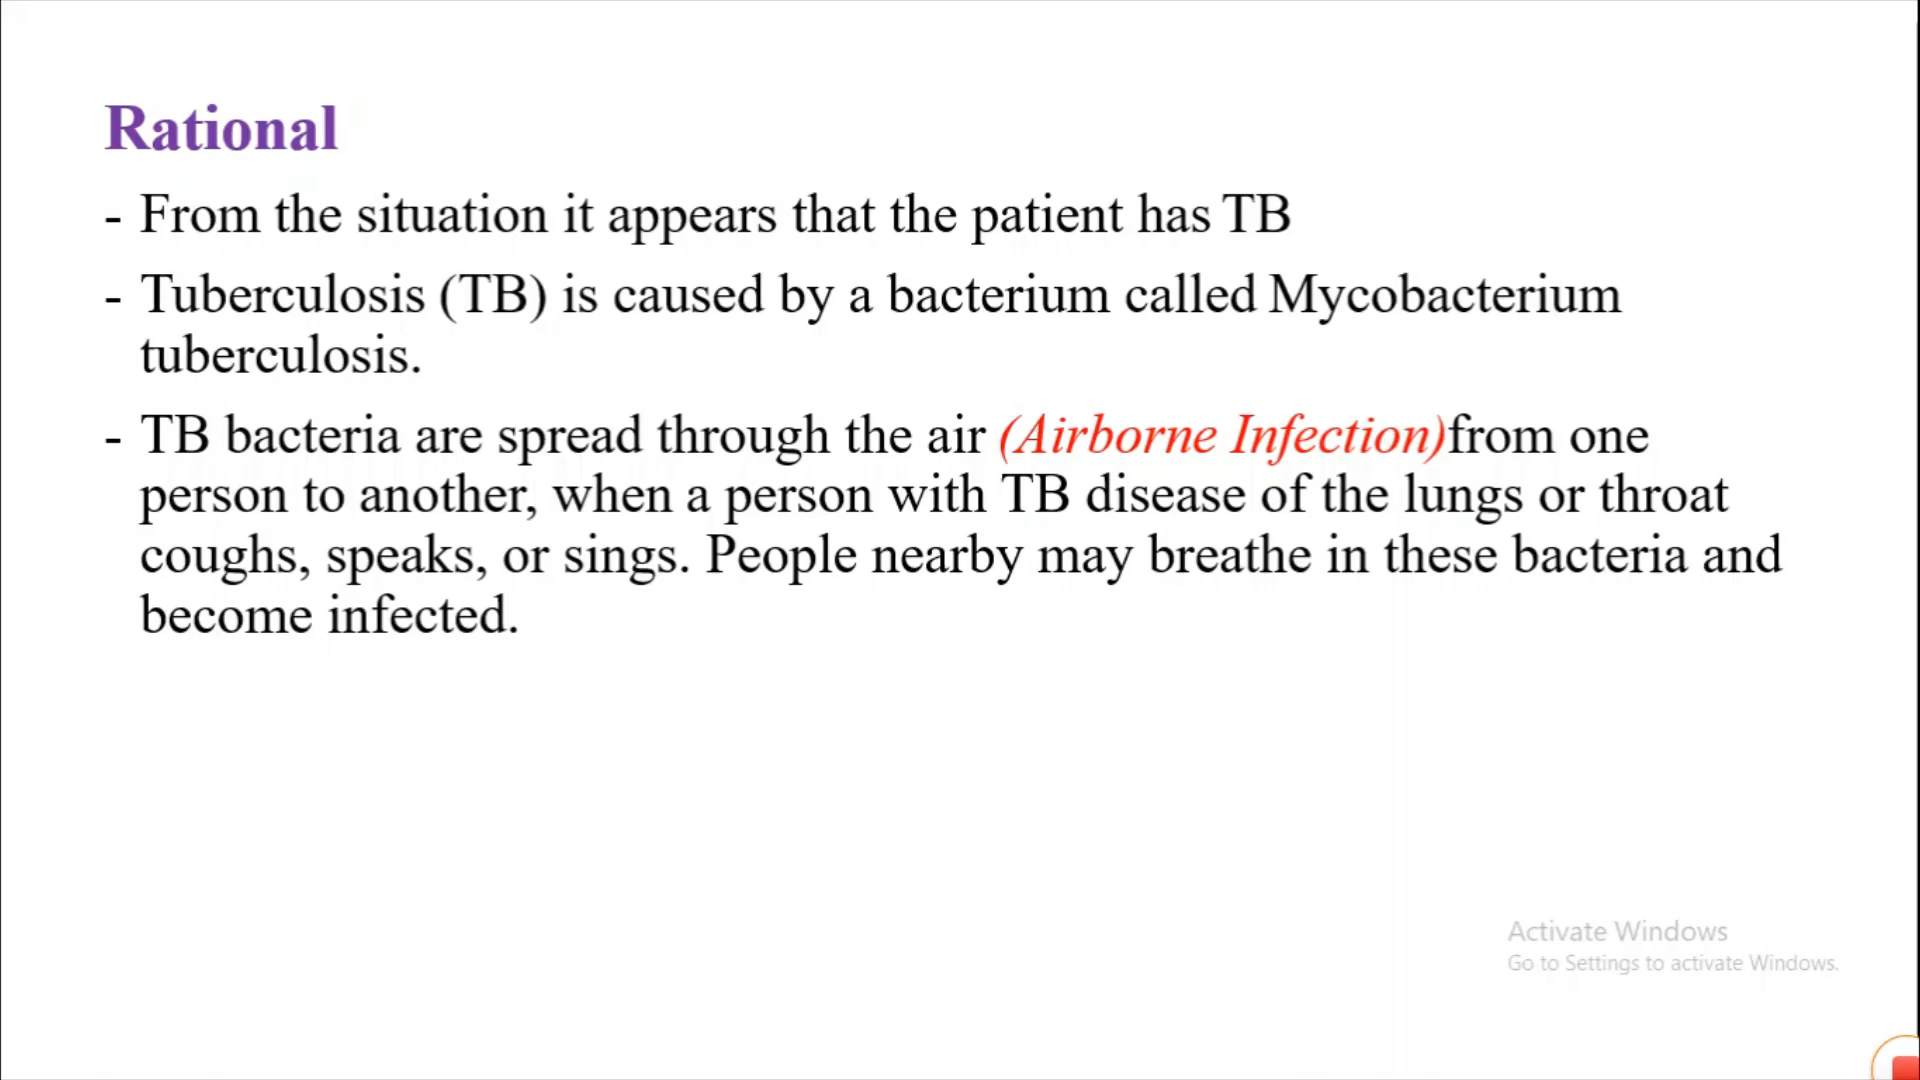 Rational
- From the situation it appears that the patient has TB
- Tuberculosis (TB) is caused by a bacterium called Mycobacterium
tuberculosis.
- TB bacteria are spread through the air (Airborne Infection)from one
person to another, when a person with TB disease of the lungs or throat
coughs, speaks, or sings. People nearby may breathe in these bacteria and
become infected.
Activate Windows
Go to Settings to activate Windows.